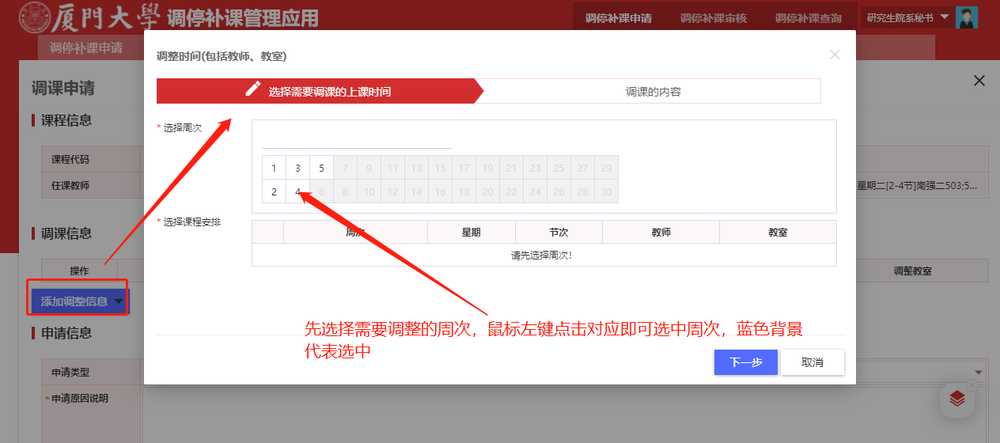 厦门大学 调停补课管理应用
调停补课申请 调停补课审核 调停补课查询 研究生院系秘书
调停补课申请
调整时间(包括教师、教室)
调课申请
选择需要调课的上课时间 调课的内容
课程信息
* 选择周次
课程代码
1 3 5 7 9 11 13 15 17 19 21 23 25 27 29
任课教师 星期二[2-4节]南强二503;5...
2 4 6 8 10 12 14 16 18 20 22 24 26 28 30
* 选择课程安排
调课信息
周次 星期 节次 教师 教室
请先选择周次!
操作 调整教室
添加调整信息
先选择需要调整的周次，鼠标左键点击对应即可选中周次，蓝色背景
代表选中
申请信息
下一步 取消
申请类型
*申请原因说明